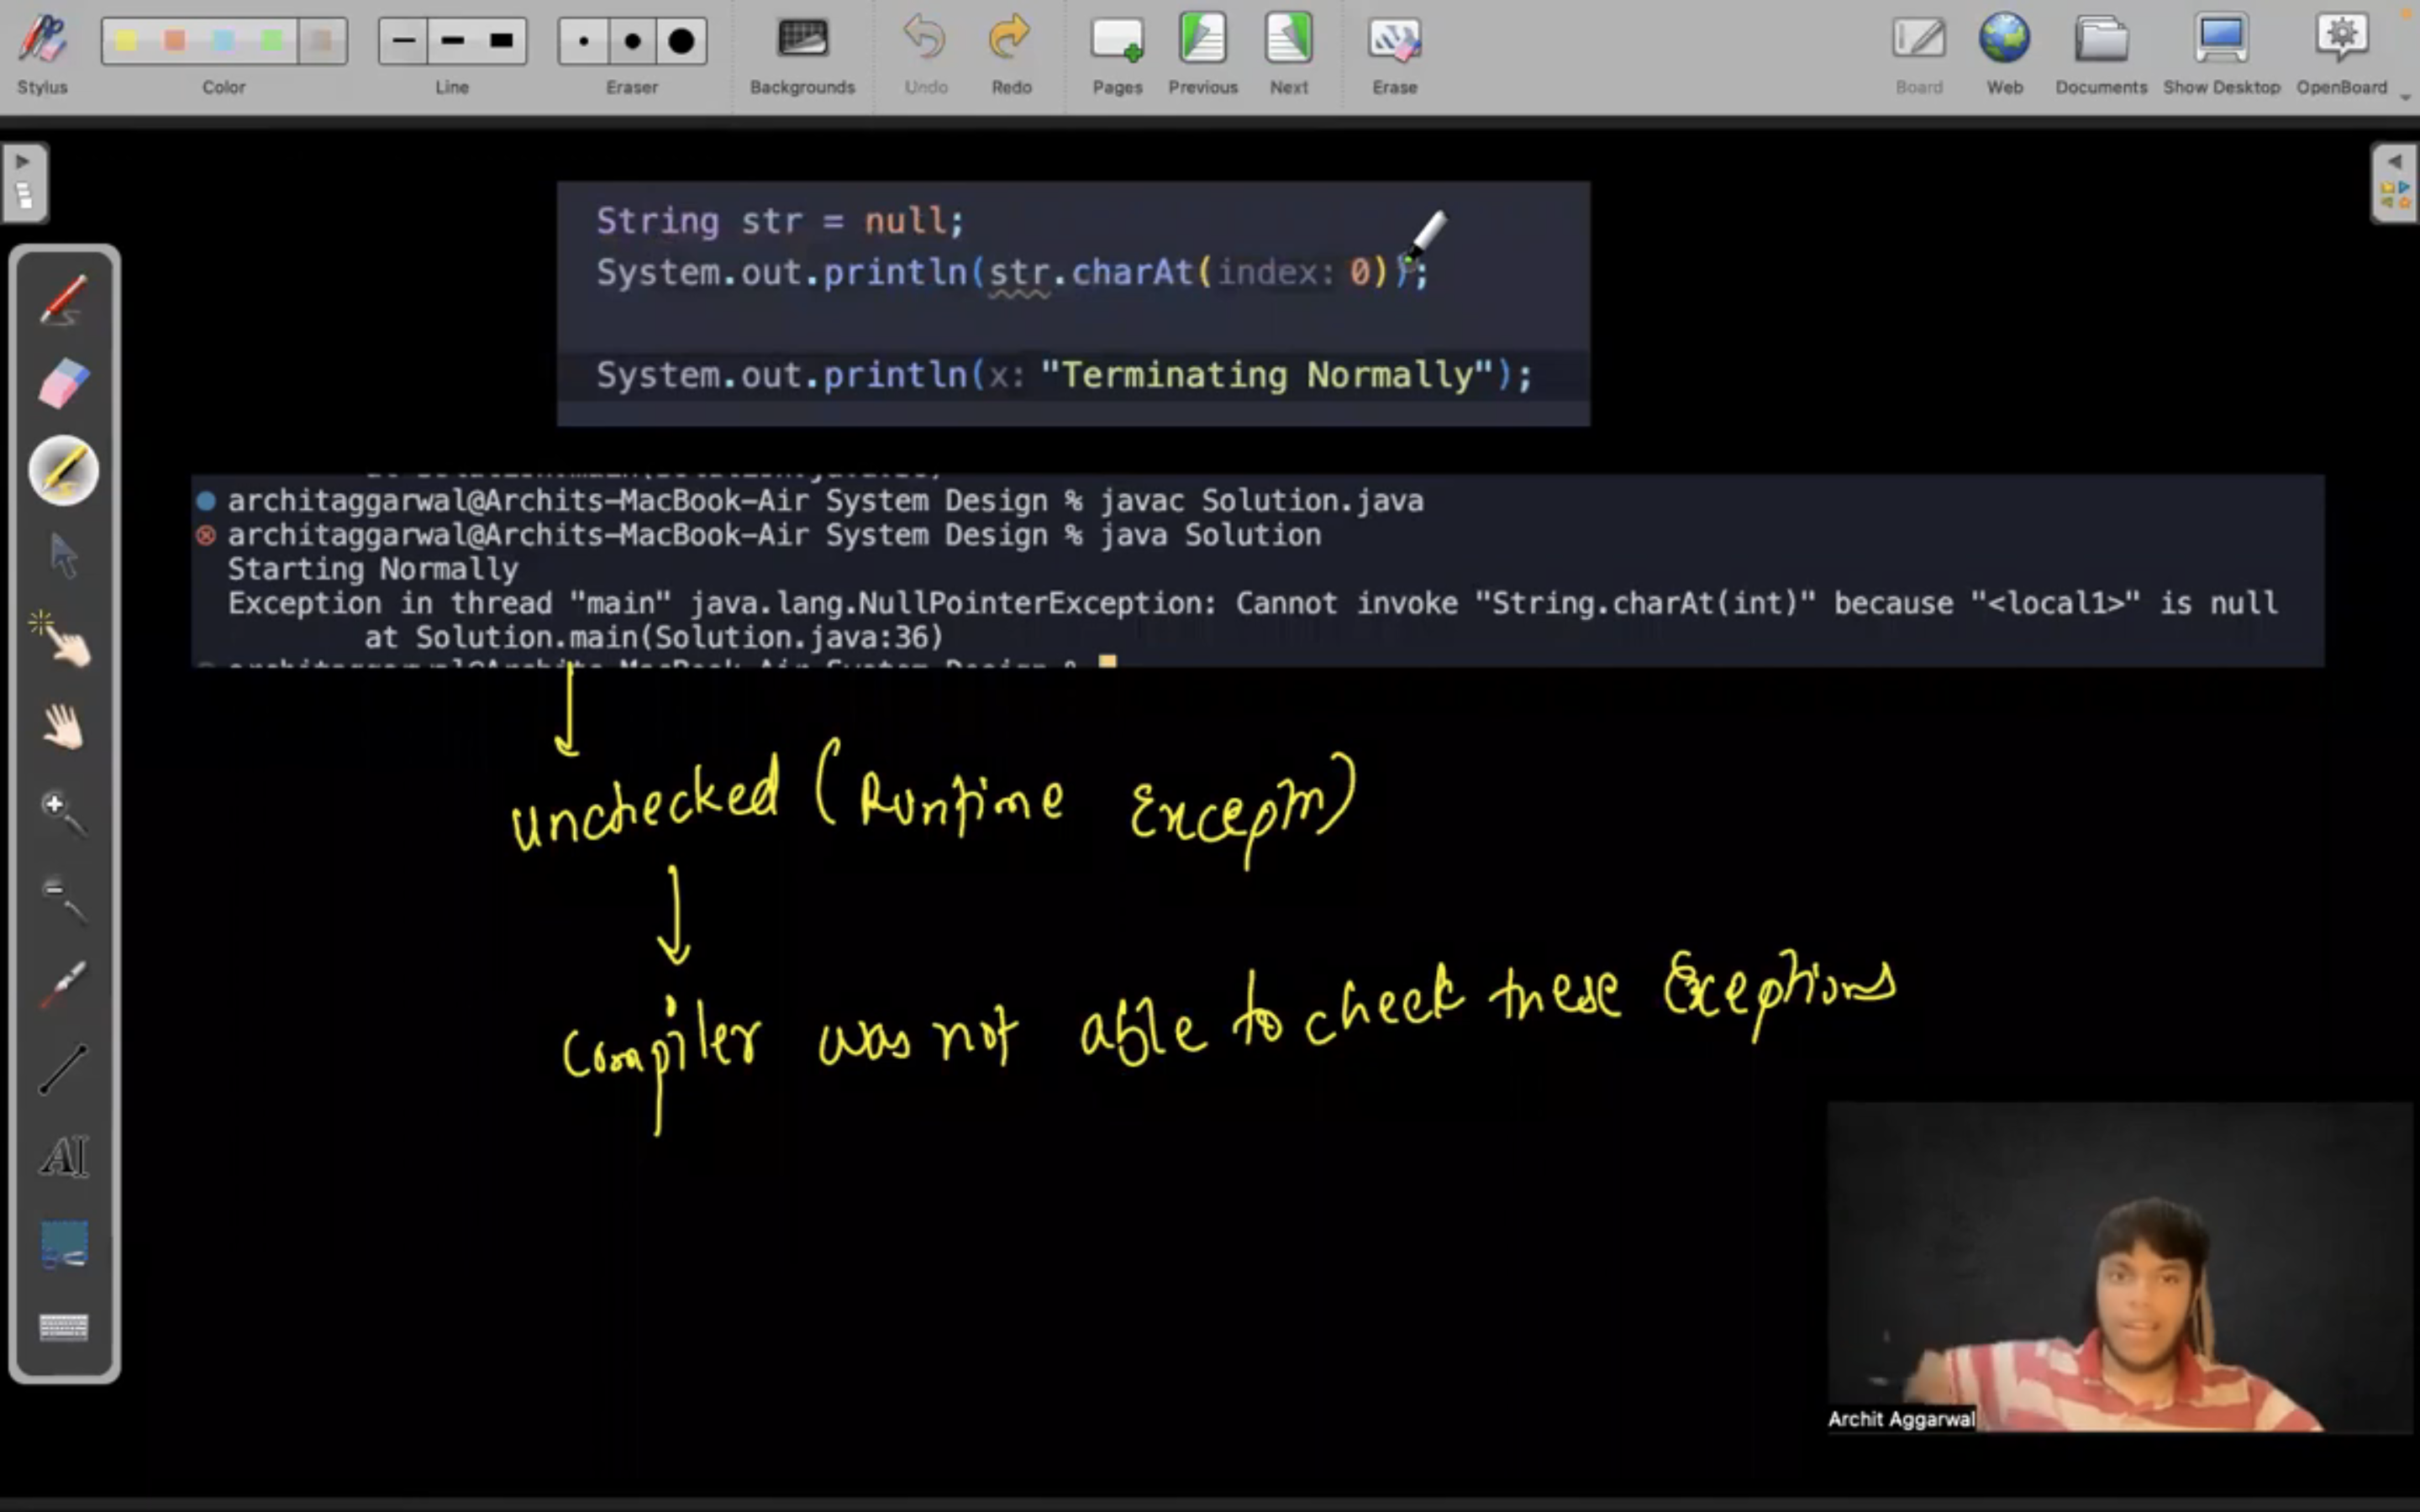 Stylus
Color
Line
Eraser
Backgrounds
Undo
Redo
Pages
Previous
Next
Erase
Board
Web
Documents
Show Desktop
OpenBoard
String str = null;
System.out.println(str.charAt(index: 0));
System.out.println(x: "Terminating Normally");
architaggarwal@Archits-MacBook-Air System Design % javac Solution.java
architaggarwal@Archits-MacBook-Air System Design % java Solution
Starting Normally
Exception in thread "main" java.lang.NullPointerException: Cannot invoke "String.charAt(int)" because "<local1>" is null
at Solution.main(Solution.java:36)
unchecked (Runtime
Compiler was not able to check these Exceptions
AI
Archit Aggarwal